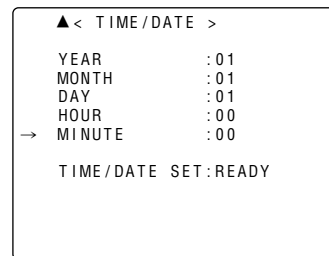 ▲< TIME/DATE >
YEAR :01
MONTH :01
DAY :01
HOUR :00
→ MINUTE :00
TIME/DATE SET:READY